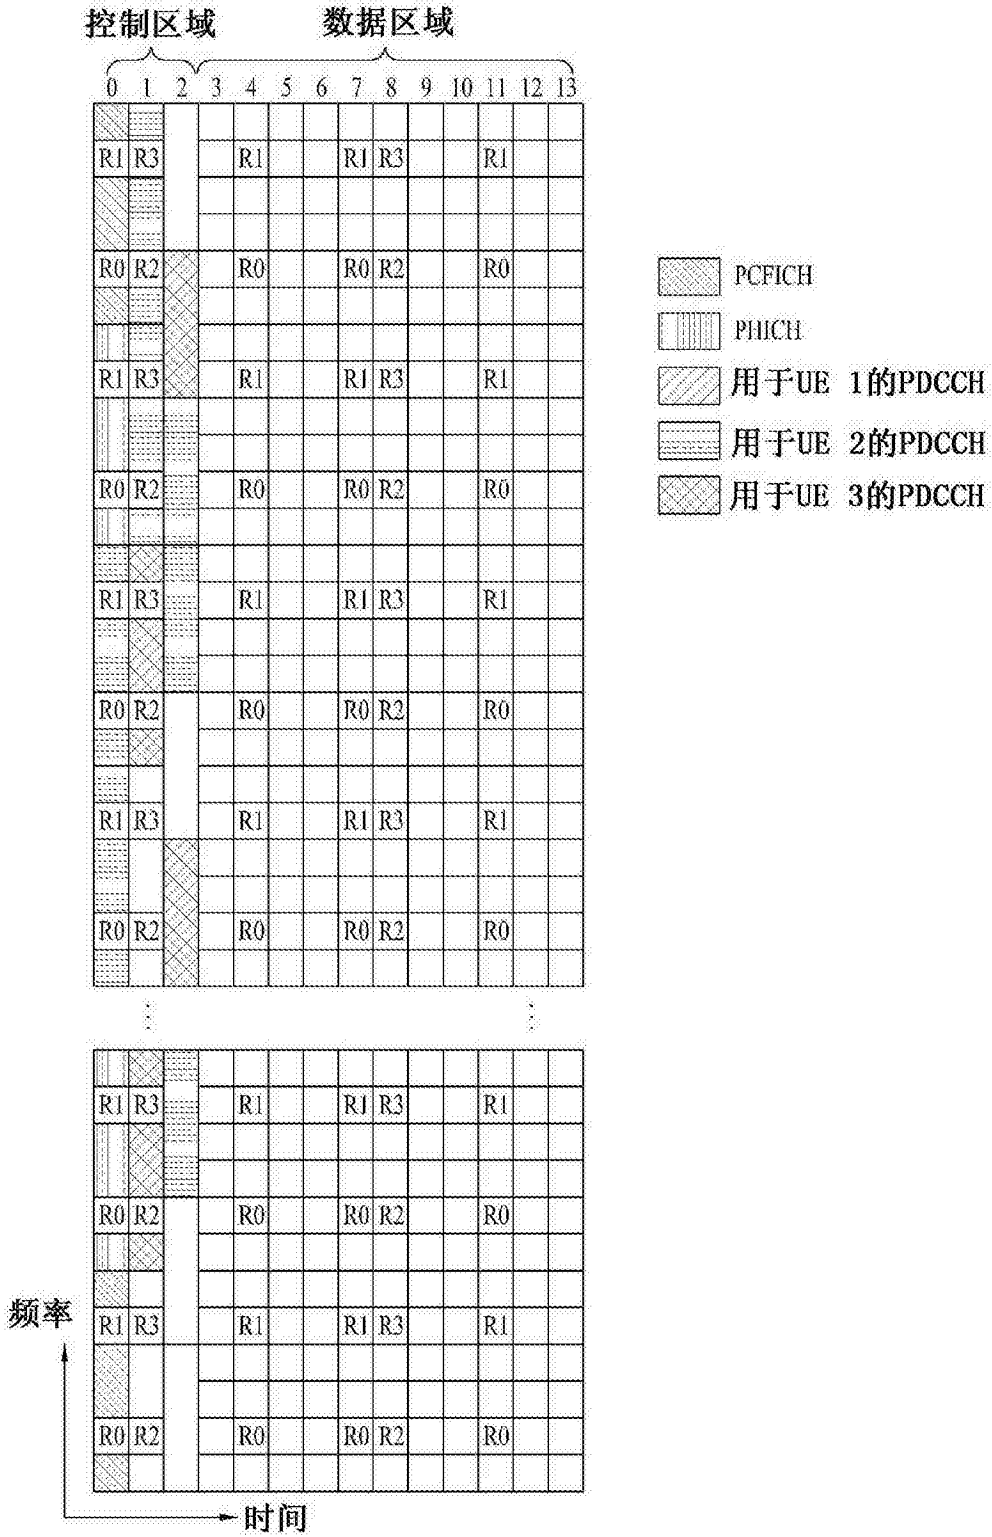 控制区域 数据区域
0 1 2 3 4 5 6 7 8 9 10 11 12 13
R1 R3 R1 R1 R3 R1
R0 R2 R0 R0 R2 R0
R1 R3 R1 R1 R3 R1
R0 R2 R0 R0 R2 R0
R1 R3 R1 R1 R3 R1
R0 R2 R0 R0 R2 R0
R1 R3 R1 R1 R3 R1
R0 R2 R0 R0 R2 R0
R1 R3 R1 R1 R3 R1
R0 R2 R0 R0 R2 R0
R1 R3 R1 R1 R3 R1
R0 R2 R0 R0 R2 R0
PCFICH
PHICH
用于UE 1的PDCCH
用于UE 2的PDCCH
用于UE 3的PDCCH
频率
时间